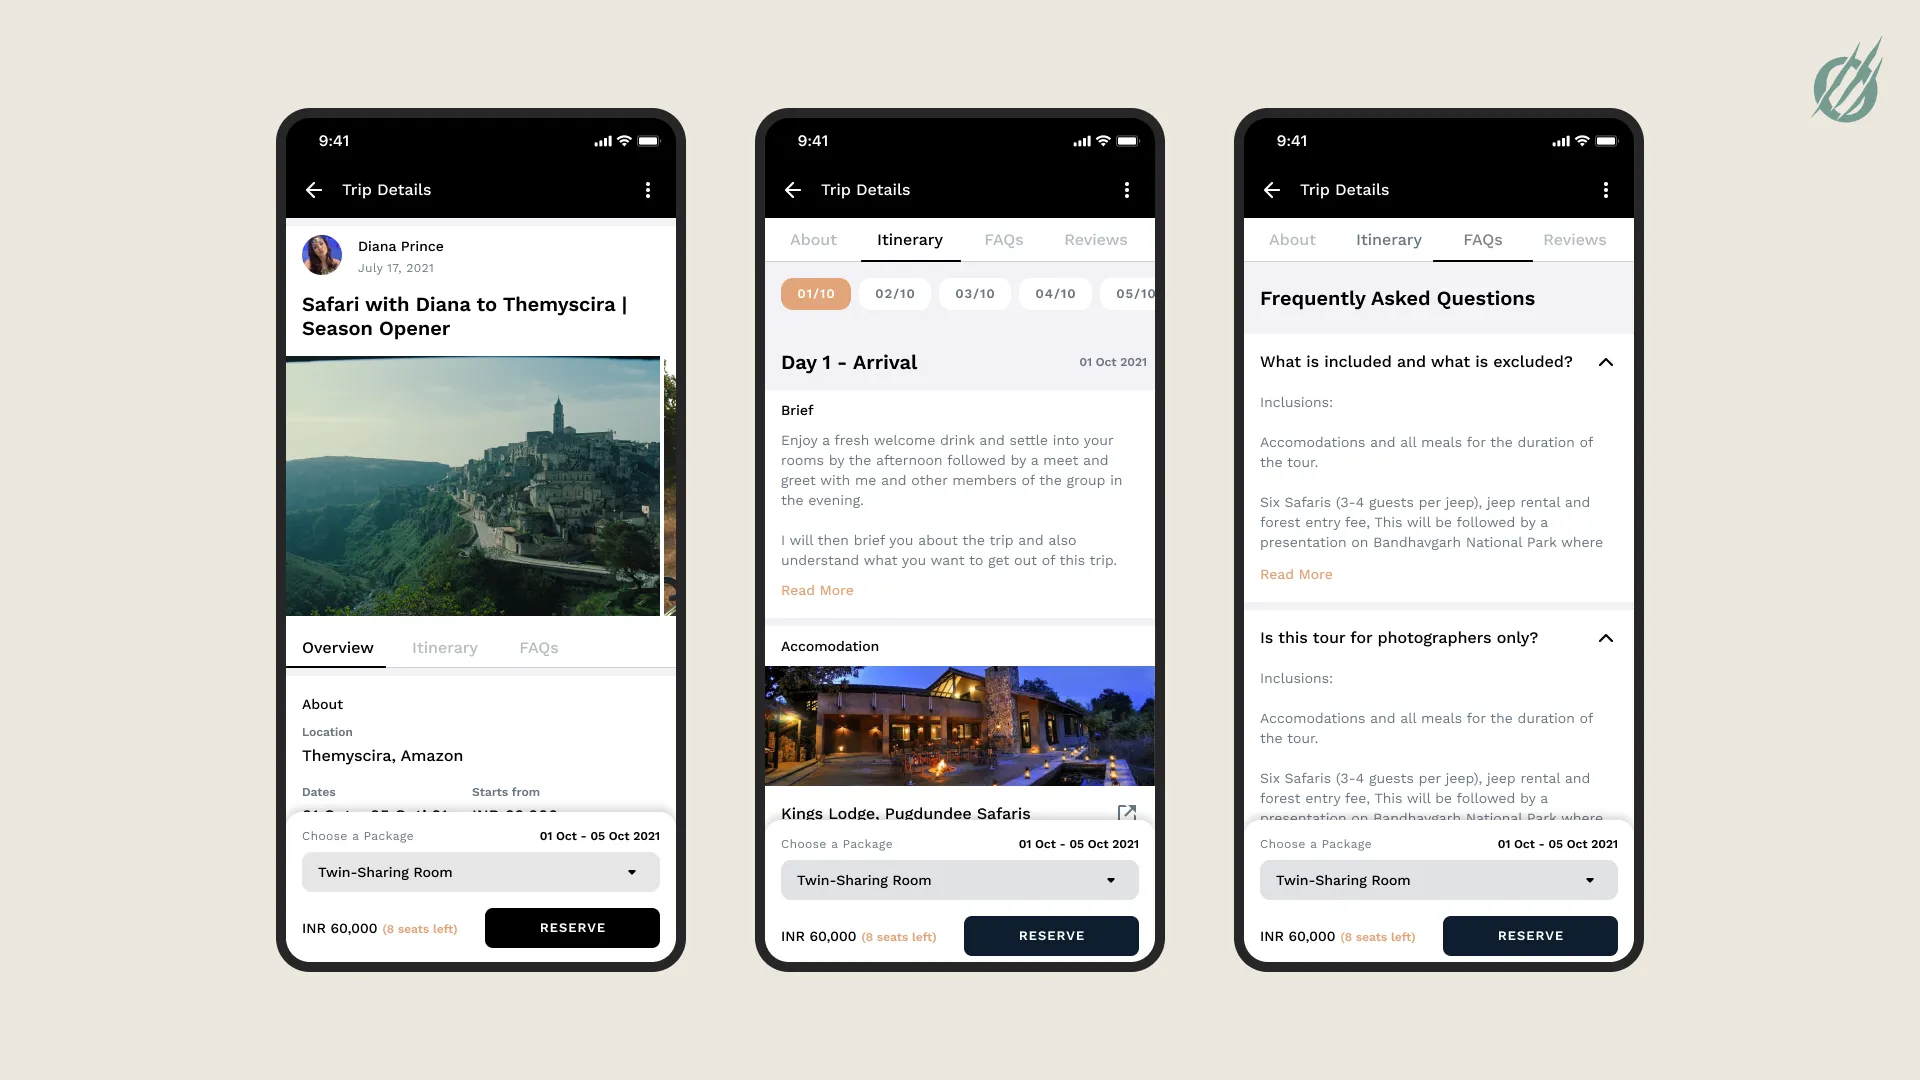 9:41
Trip Details
Diana Prince
July 17, 2021
Safari with Diana to Themyscira |
Season Opener
Overview Itinerary FAQs
About
Location
Themyscira, Amazon
Dates Starts from
Choose a Package 01 Oct - 05 Oct 2021
Twin-Sharing Room
INR 60,000 (8 seats left) RESERVE
9:41
Trip Details
About Itinerary FAQs Reviews
01/10 02/10 03/10 04/10 05/10
Day 1 - Arrival 01 Oct 2021
Brief
Enjoy a fresh welcome drink and settle into your
rooms by the afternoon followed by a meet and
greet with me and other members of the group in
the evening.
I will then brief you about the trip and also
understand what you want to get out of this trip.
Read More
Accomodation
Kings Lodge, Pugdundee Safaris
Choose a Package 01 Oct - 05 Oct 2021
Twin-Sharing Room
INR 60,000 (8 seats left) RESERVE
9:41
Trip Details
About Itinerary FAQs Reviews
Frequently Asked Questions
What is included and what is excluded?
Inclusions:
Accomodations and all meals for the duration of
the tour.
Six Safaris (3-4 guests per jeep), jeep rental and
forest entry fee, This will be followed by a
presentation on Bandhavgarh National Park where
Read More
Is this tour for photographers only?
Inclusions:
Accomodations and all meals for the duration of
the tour.
Six Safaris (3-4 guests per jeep), jeep rental and
forest entry fee, This will be followed by a
presentation on Bandhavgarh National Park where
Choose a Package 01 Oct - 05 Oct 2021
Twin-Sharing Room
INR 60,000 (8 seats left) RESERVE